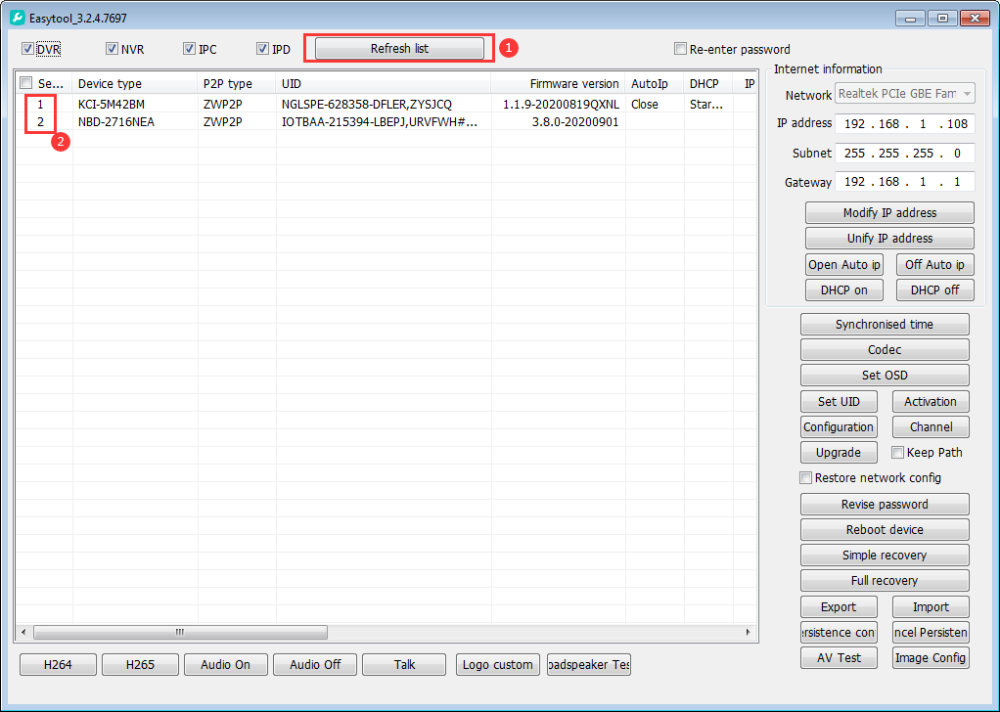 Easytool_3.2.4.7697
DVR NVR IPC IPD Refresh list 1 Re-enter password
Se... Device type P2P type UID Firmware version AutoIp DHCP IP
1 KCI-5M42BM ZWP2P NGLSPE-628358-DFLER,ZYSJCQ 1.1.9-20200819QXNL Close Star...
2 NBD-2716NEA ZWP2P IOTBAA-215394-LBEPJ,URVFWH#... 3.8.0-20200901
2
Internet information
Network Realtek PCIe GBE Fam
IP address 192 . 168 . 1 . 108
Subnet 255 . 255 . 255 . 0
Gateway 192 . 168 . 1 . 1
Modify IP address
Unify IP address
Open Auto ip Off Auto ip
DHCP on DHCP off
Synchronised time
Codec
Set OSD
Set UID Activation
Configuration Channel
Upgrade Keep Path
Restore network config
Revise password
Reboot device
Simple recovery
Full recovery
Export Import
ersistence con ncel Persisten
AV Test Image Config
H264 H265 Audio On Audio Off Talk Logo custom oadspeaker Tes